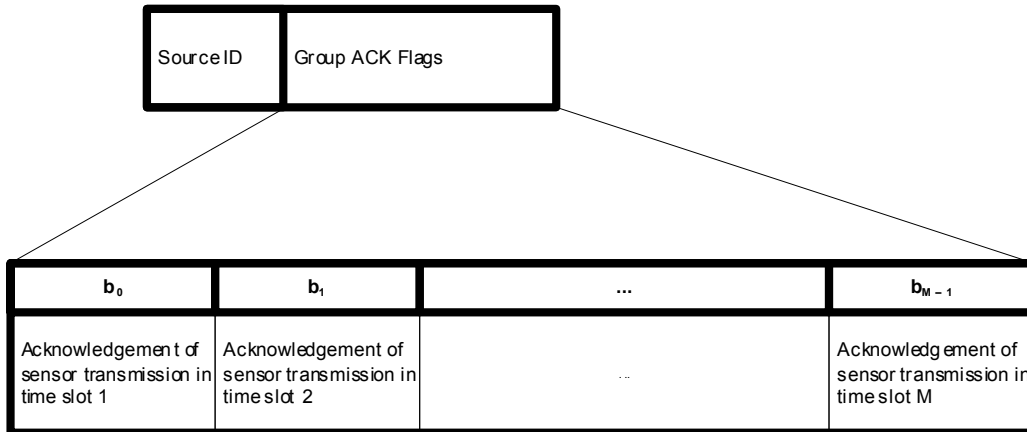 Source ID
Group ACK Flags
b0
b1
...
bM – 1
Acknowledgement of
sensor transmission in
time slot 1
Acknowledgement of
sensor transmission in
time slot 2
...
Acknowledgement of
sensor transmission in
time slot M